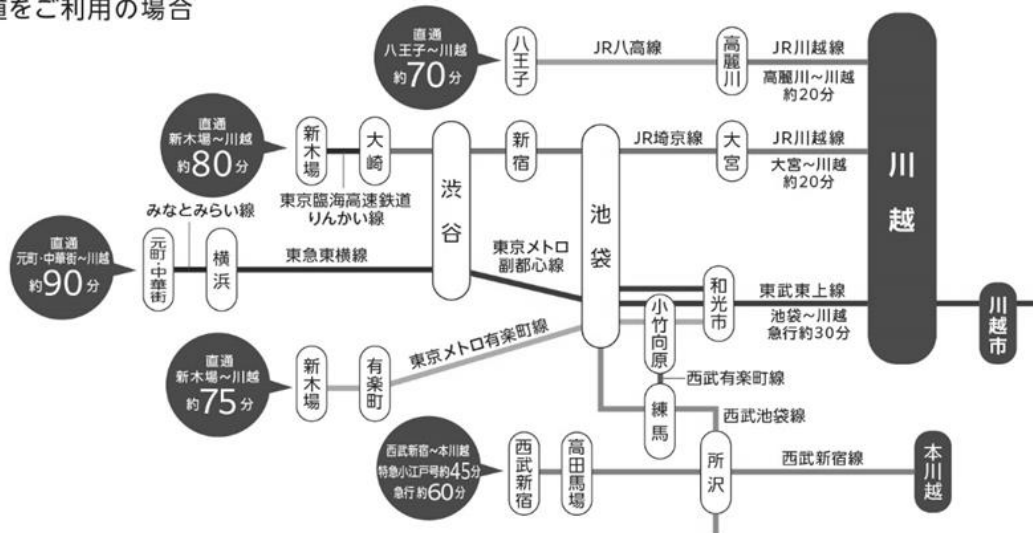 をご利用の場合
直通
八王子～川越
約70分
八王子
JR八高線
高麗川
JR川越線
高麗川～川越
約20分
直通
新木場～川越
約80分
新木場
大崎
東京臨海高速鉄道
りんかい線
渋谷
新宿
池袋
JR埼京線
大宮
JR川越線
大宮～川越
約20分
川越
みなとみらい線
直通
元町・中華街～川越
約90分
元町・中華街
横浜
東急東横線
東京メトロ
副都心線
小竹向原
和光市
東武東上線
池袋～川越
急行約30分
川越市
直通
新木場～川越
約75分
新木場
有楽町
東京メトロ有楽町線
西武有楽町線
練馬
西武池袋線
西武新宿～本川越
特急小江戸号約45分
急行約60分
西武新宿
高田馬場
所沢
西武新宿線
本川越